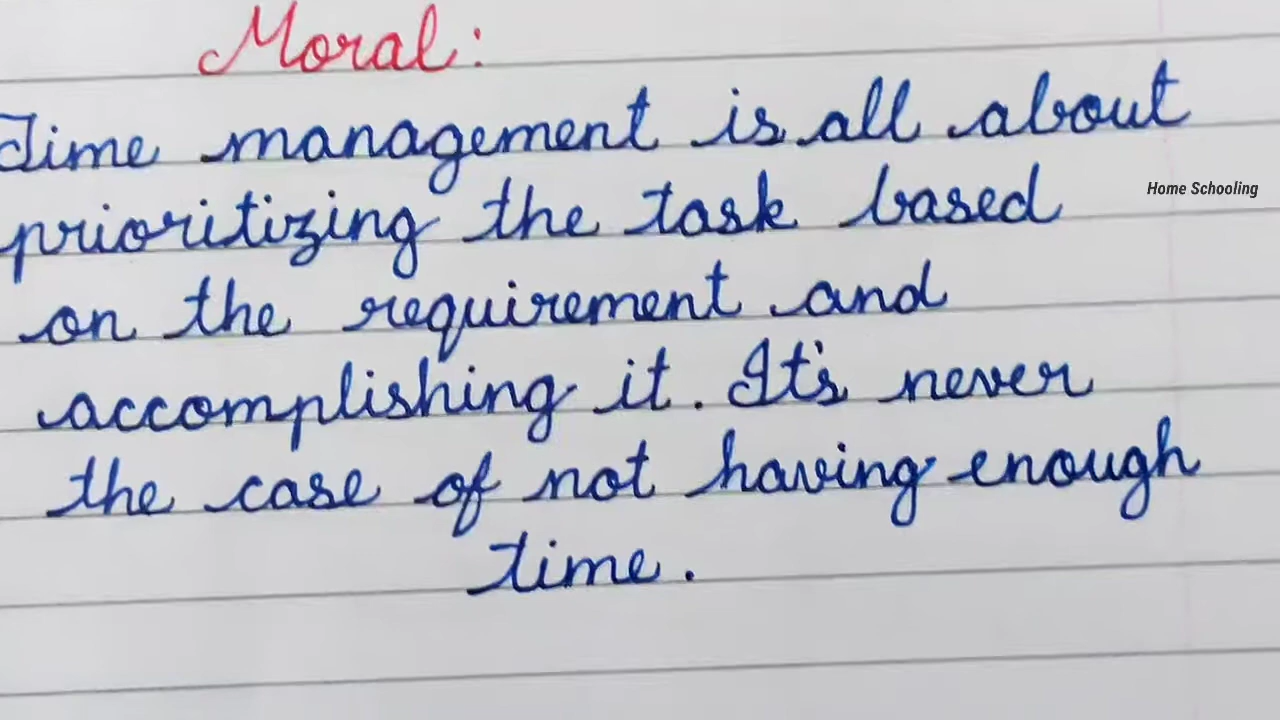 Moral:
Time management is all about
prioritizing the task based
Home Schooling
on the requirement and
accomplishing it. It's never
the case of not having enough
time.